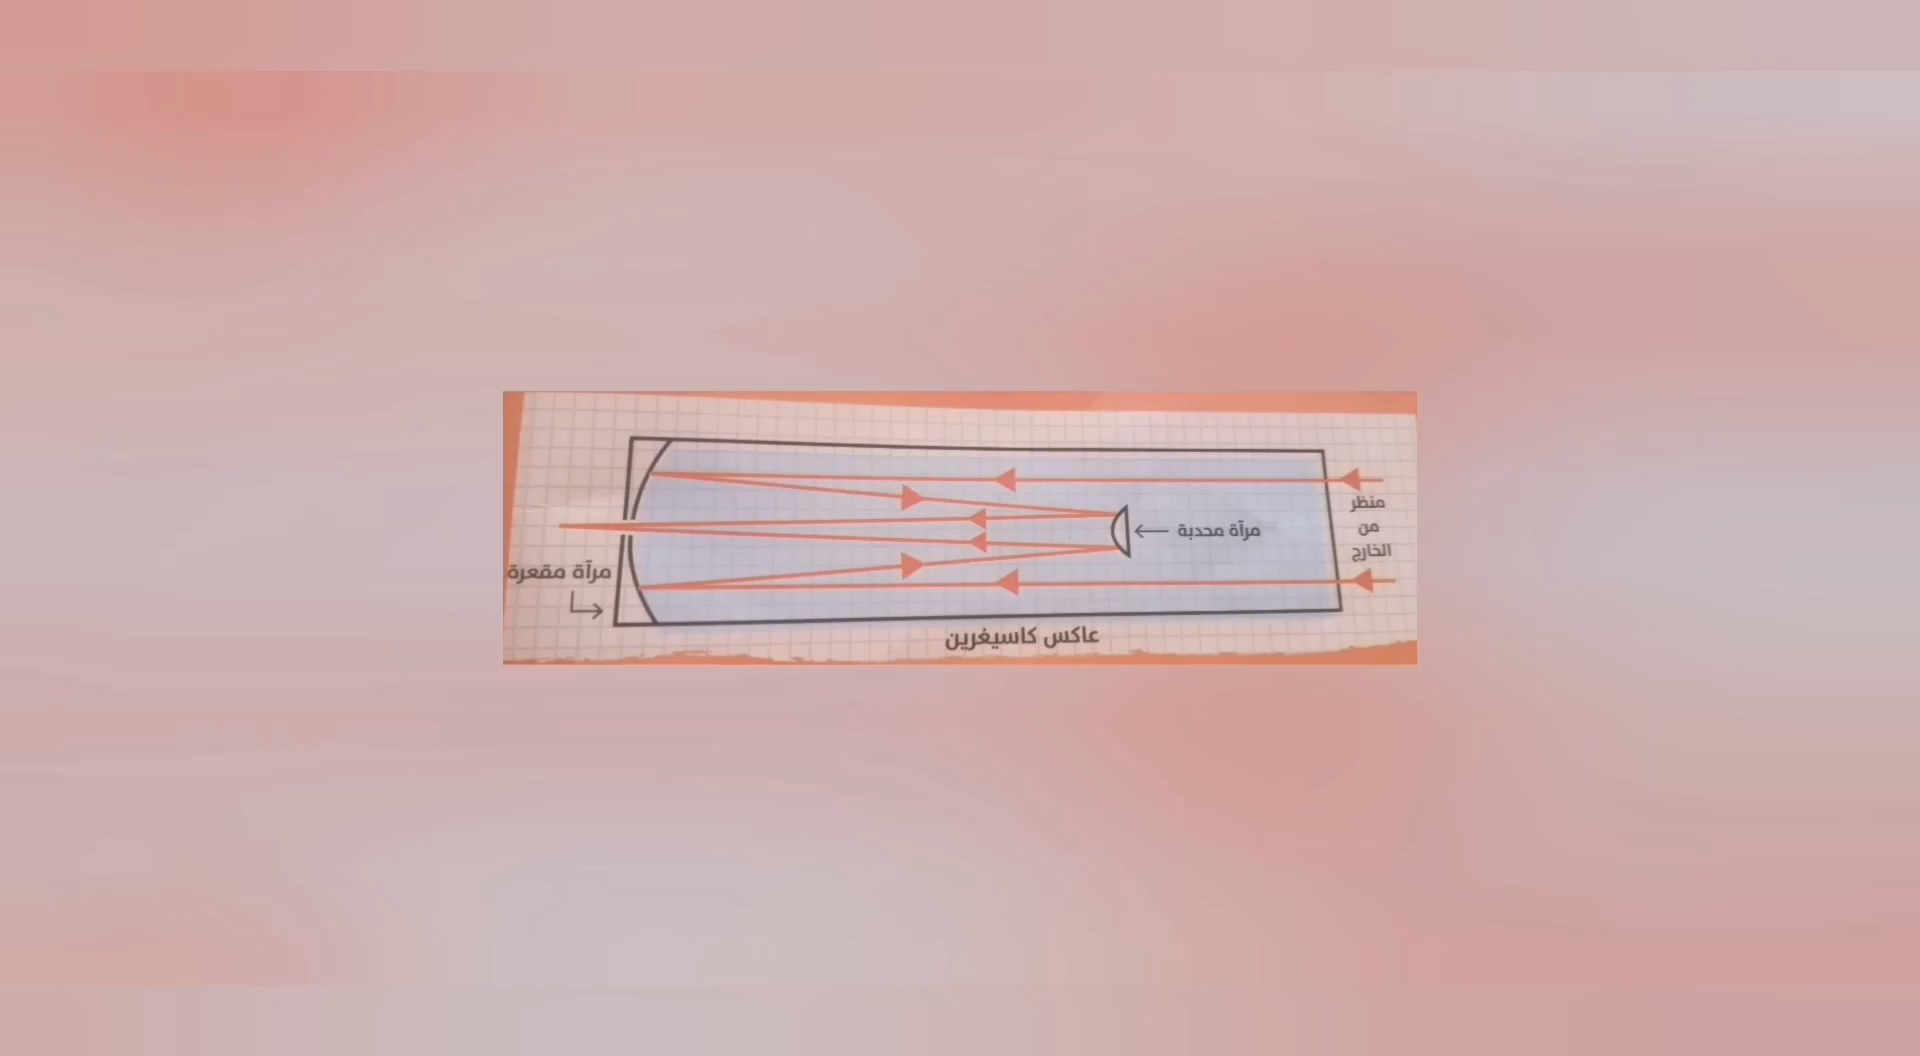 منظر
من
الخارج
مرآة محدبة
مرآة مقعرة
عاكس كاسيغرين